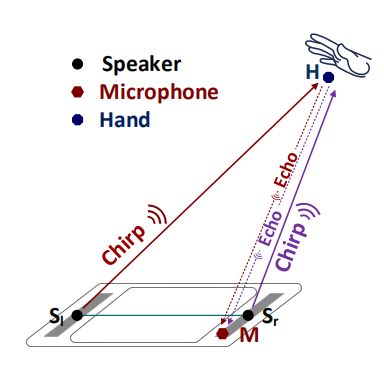 Speaker
Microphone
Hand
H
Echo
Echo
Chirp
Chirp
Sl
Sr
M